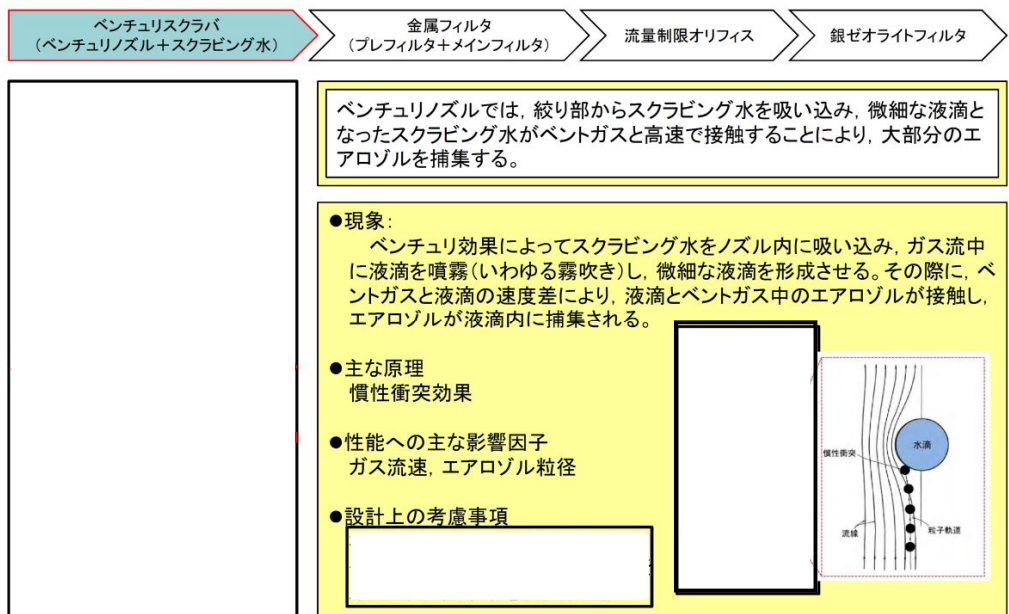 ベンチュリスクラバ
（ベンチュリノズル＋スクラビング水）
金属フィルタ
（プレフィルタ＋メインフィルタ）
流量制限オリフィス
銀ゼオライトフィルタ
ベンチュリノズルでは，絞り部からスクラビング水を吸い込み，微細な液滴と
なったスクラビング水がベントガスと高速で接触することにより，大部分のエ
アロゾルを捕集する。
●現象：
ベンチュリ効果によってスクラビング水をノズル内に吸い込み，ガス流中
に液滴を噴霧（いわゆる霧吹き）し，微細な液滴を形成させる。その際に，ベ
ントガスと液滴の速度差により，液滴とベントガス中のエアロゾルが接触し，
エアロゾルが液滴内に捕集される。
●主な原理
慣性衝突効果
●性能への主な影響因子
ガス流速，エアロゾル粒径
●設計上の考慮事項
水滴
慣性衝突
流線
粒子軌道